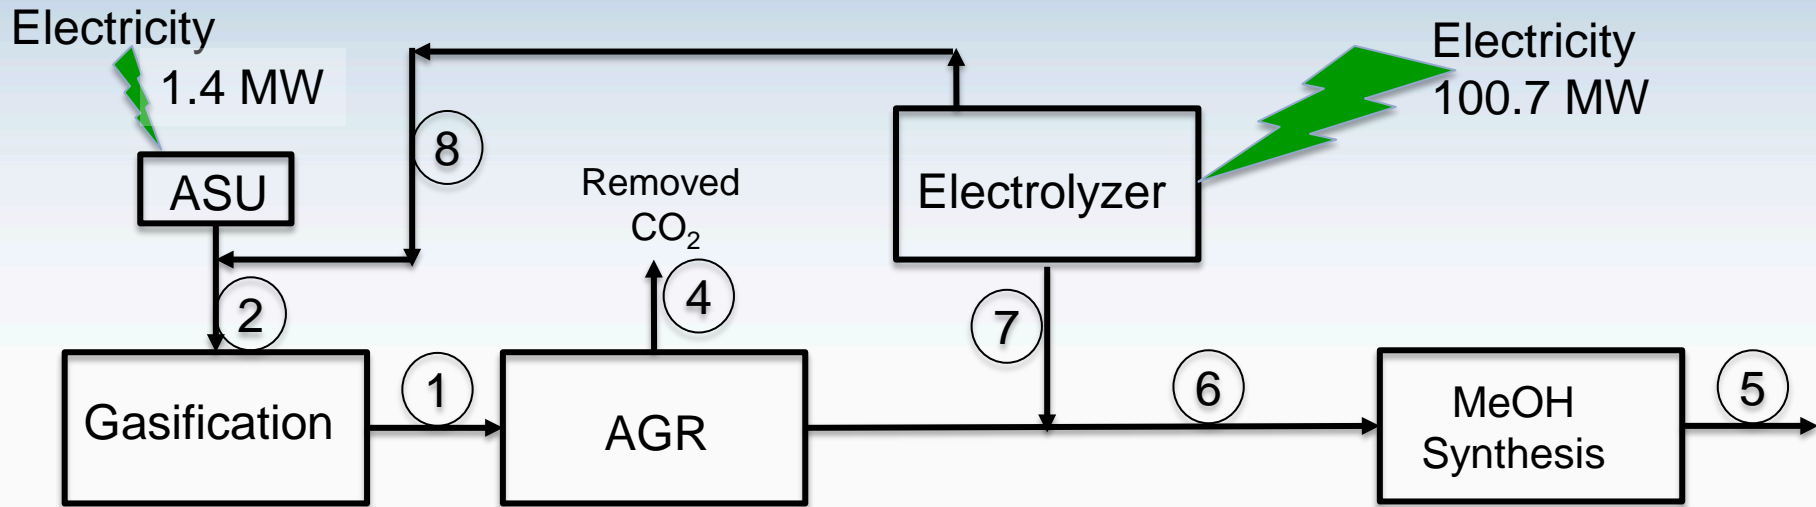 Electricity
1.4 MW
Electricity
100.7 MW
8
ASU
Removed
CO₂
Electrolyzer
4
2
7
1
6
5
Gasification
AGR
MeOH
Synthesis